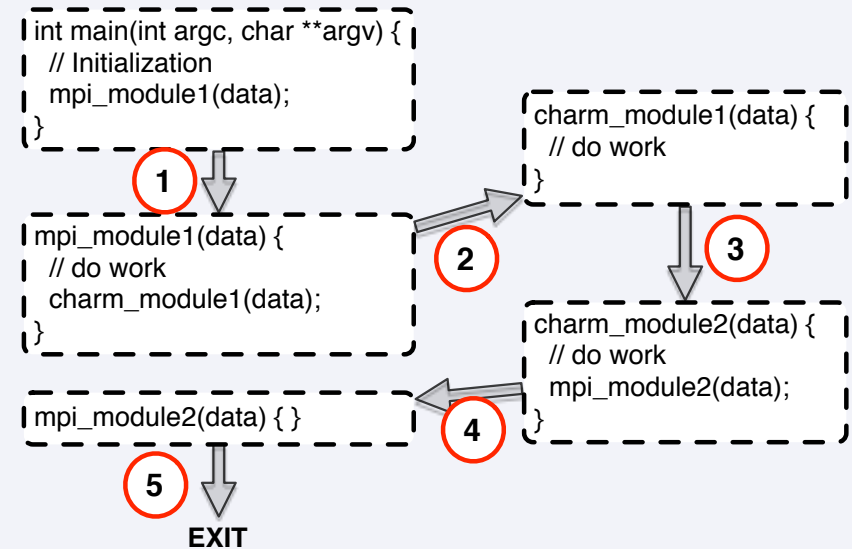 int main(int argc, char **argv) {
// Initialization
mpi_module1(data);
}
1
mpi_module1(data) {
// do work
charm_module1(data);
}
2
charm_module1(data) {
// do work
}
3
charm_module2(data) {
// do work
mpi_module2(data);
}
4
mpi_module2(data) { }
5
EXIT